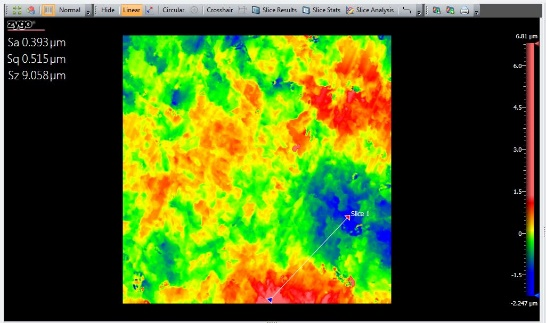 Normal Hide Linear Circular Crosshair Slice Results Slice Stats Slice Analysis...
zygo
Sa 0.393 µm
Sq 0.515 µm
Sz 9.058 µm
6.81 µm
6.0
4.5
3.0
1.5
0
-1.5
-2.247 µm
Slice 1